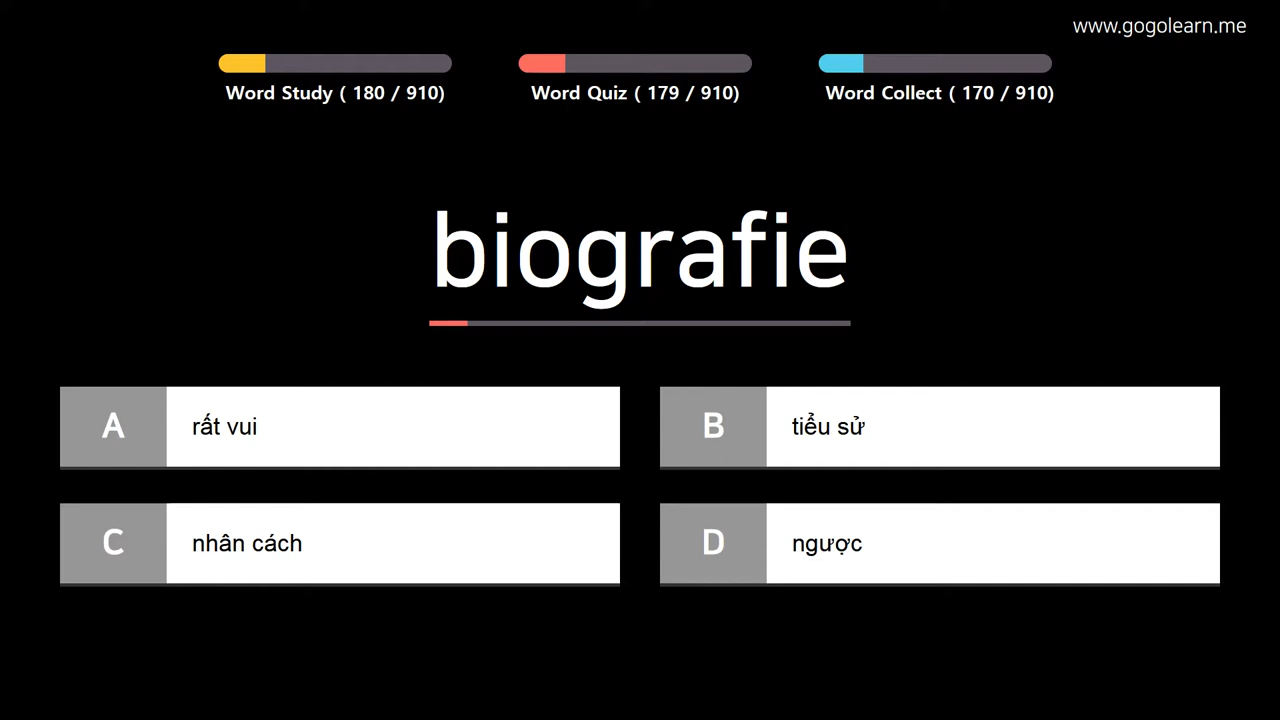 www.gogolearn.me
Word Study ( 180 / 910)
Word Quiz ( 179 / 910)
Word Collect ( 170 / 910)
biografie
A rất vui
B tiểu sử
C nhân cách
D ngược